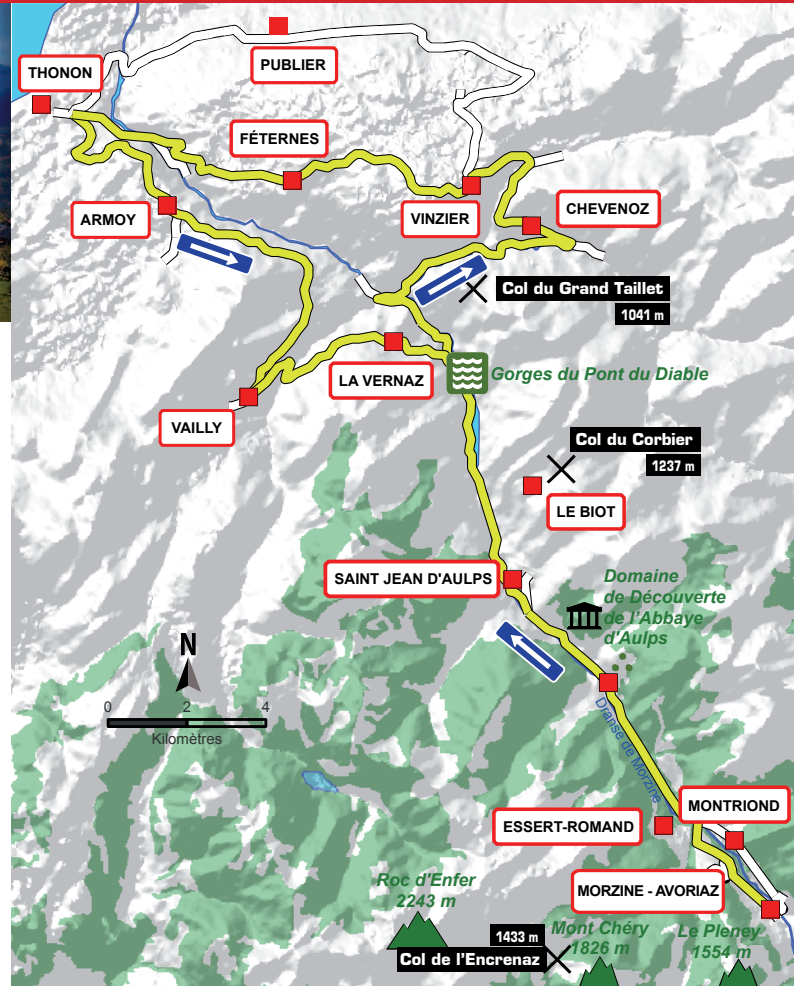 PUBLIER
THONON
FÉTERNES
ARMOY
VINZIER
CHEVENOZ
Col du Grand Taillet
1041 m
LA VERNAZ
Gorges du Pont du Diable
VAILLY
Col du Corbier
1237 m
LE BIOT
SAINT JEAN D'AULPS
Domaine
de Découverte
de l'Abbaye
d'Aulps
N
0 2 4
Kilomètres
Dranse de Morzine
MONTRIOND
ESSERT-ROMAND
MORZINE - AVORIAZ
Roc d'Enfer
2243 m
Mont Chéry
1826 m
Le Pleney
1554 m
1433 m
Col de l'Encrenaz